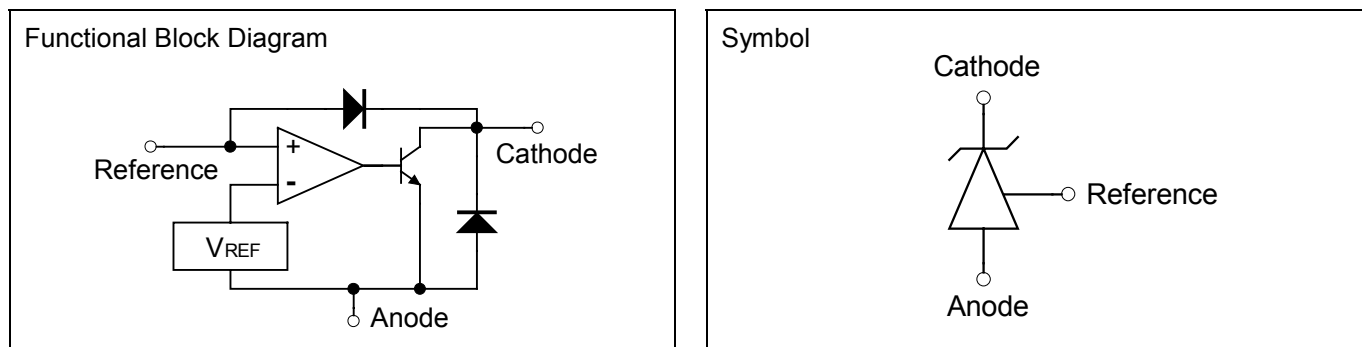 Functional Block Diagram
Reference
+
-
VREF
Cathode
Anode
Symbol
Cathode
Reference
Anode